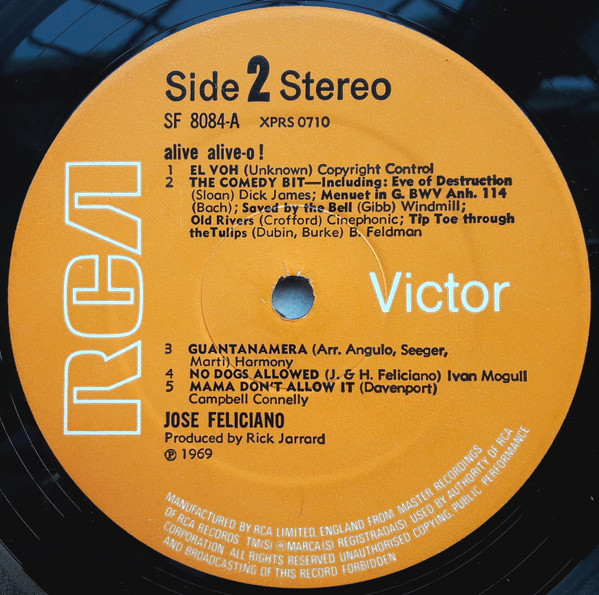 Side 2 Stereo
SF 8084-A XPRS 0710
alive alive-o!
1 EL VOH (Unknown) Copyright Control
2 THE COMEDY BIT—Including: Eve of Destruction
(Sloan) Dick James; Menuet in G. BWV Anh. 114
(Bach); Saved by the Bell (Gibb) Windmill;
Old Rivers (Crofford) Cinephonic; Tip Toe through
theTulips (Dubin, Burke) B. Feldman
RCA
Victor
3 GUANTANAMERA (Arr. Angulo, Seeger,
Marti) Harmony
4 NO DOGS ALLOWED (J. & H. Feliciano) Ivan Mogull
5 MAMA DON'T ALLOW IT (Davenport)
Campbell Connelly
JOSE FELICIANO
Produced by Rick Jarrard
℗ 1969
MANUFACTURED BY RCA LIMITED, ENGLAND FROM MASTER RECORDINGS
OF RCA RECORDS TM(S) ® MARCA(S) REGISTRADA(S) USED BY AUTHORITY OF RCA
CORPORATION. ALL RIGHTS RESERVED UNAUTHORISED COPYING, PUBLIC PERFORMANCE
AND BROADCASTING OF THIS RECORD FORBIDDEN